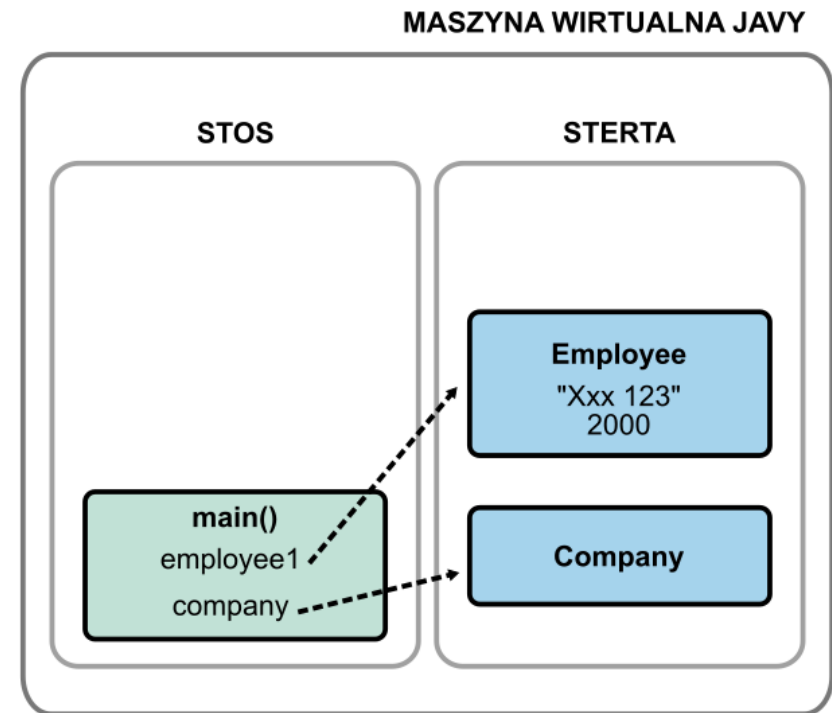 MASZYNA WIRTUALNA JAVY
STOS
STERTA
Employee
"Xxx 123"
2000
main()
employee1
company
Company